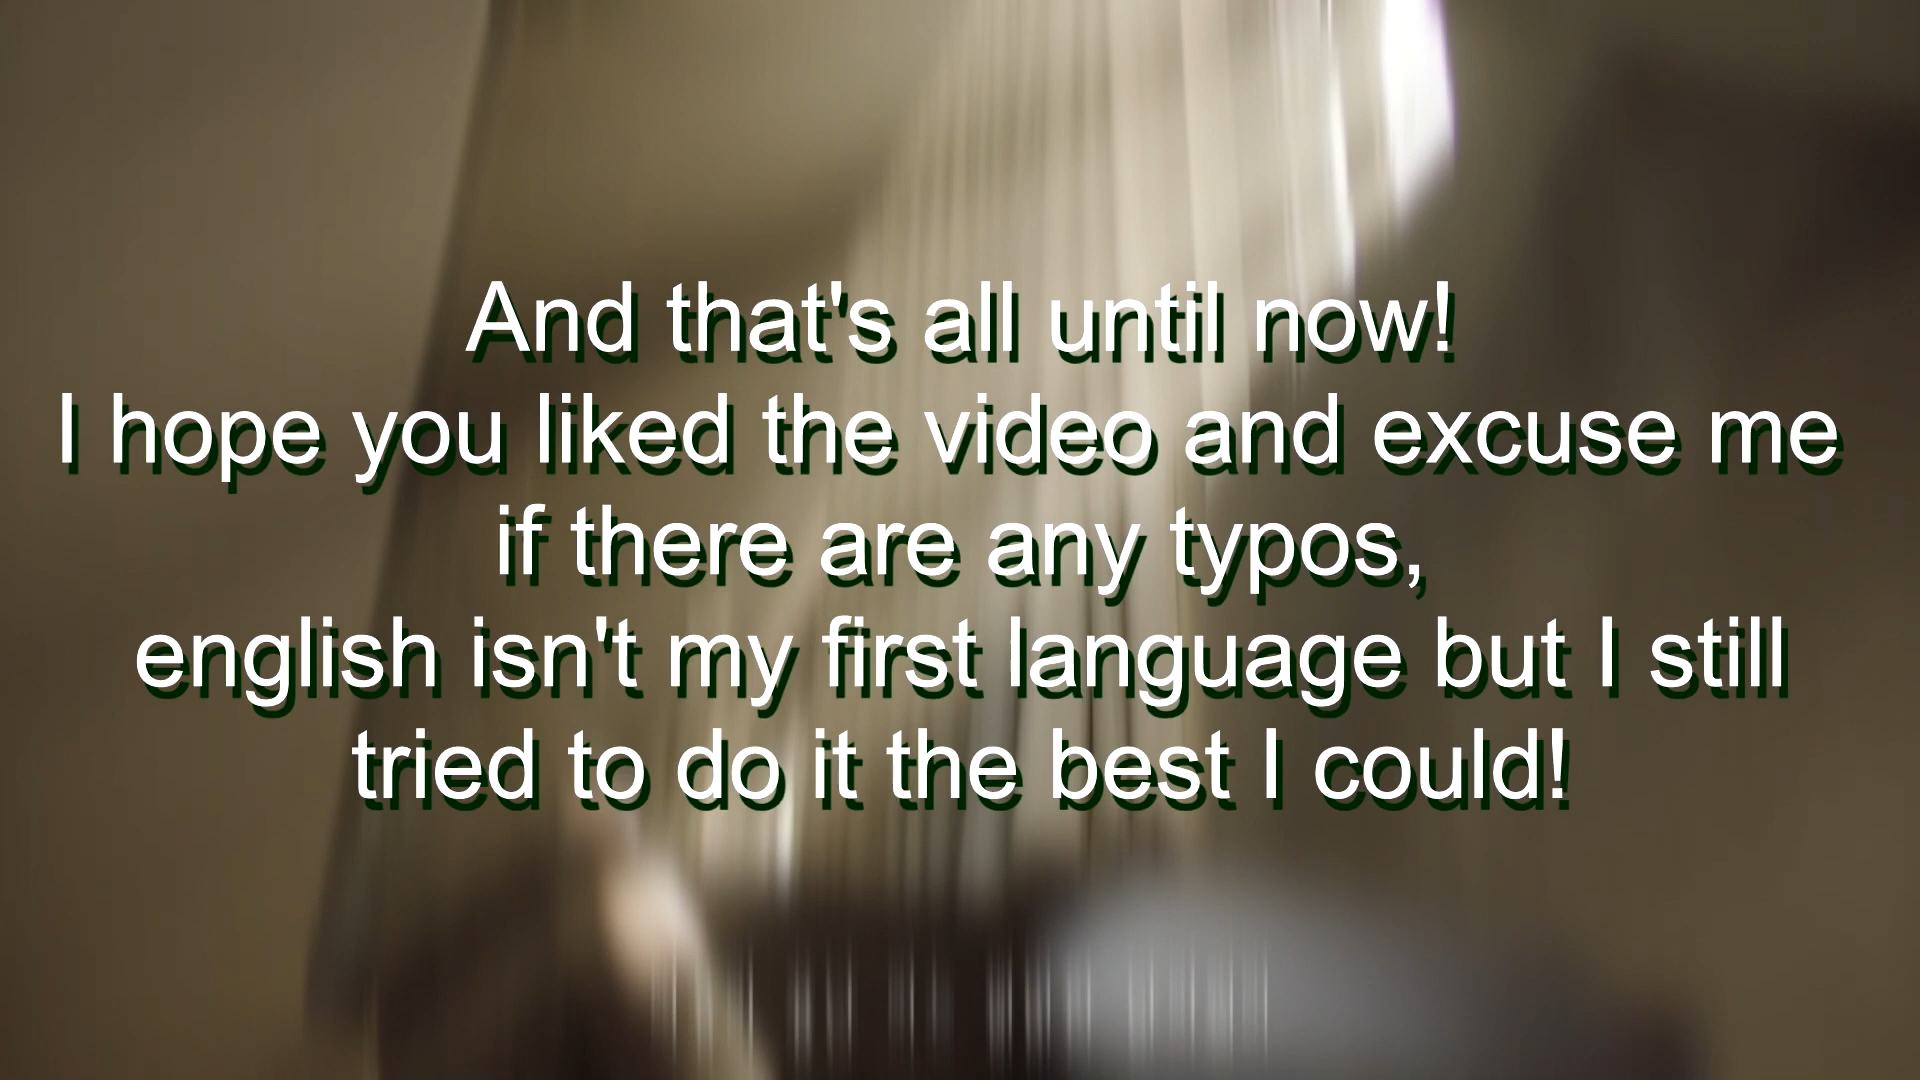 And that's all until now!
I hope you liked the video and excuse me
if there are any typos,
english isn't my first language but I still
tried to do it the best I could!